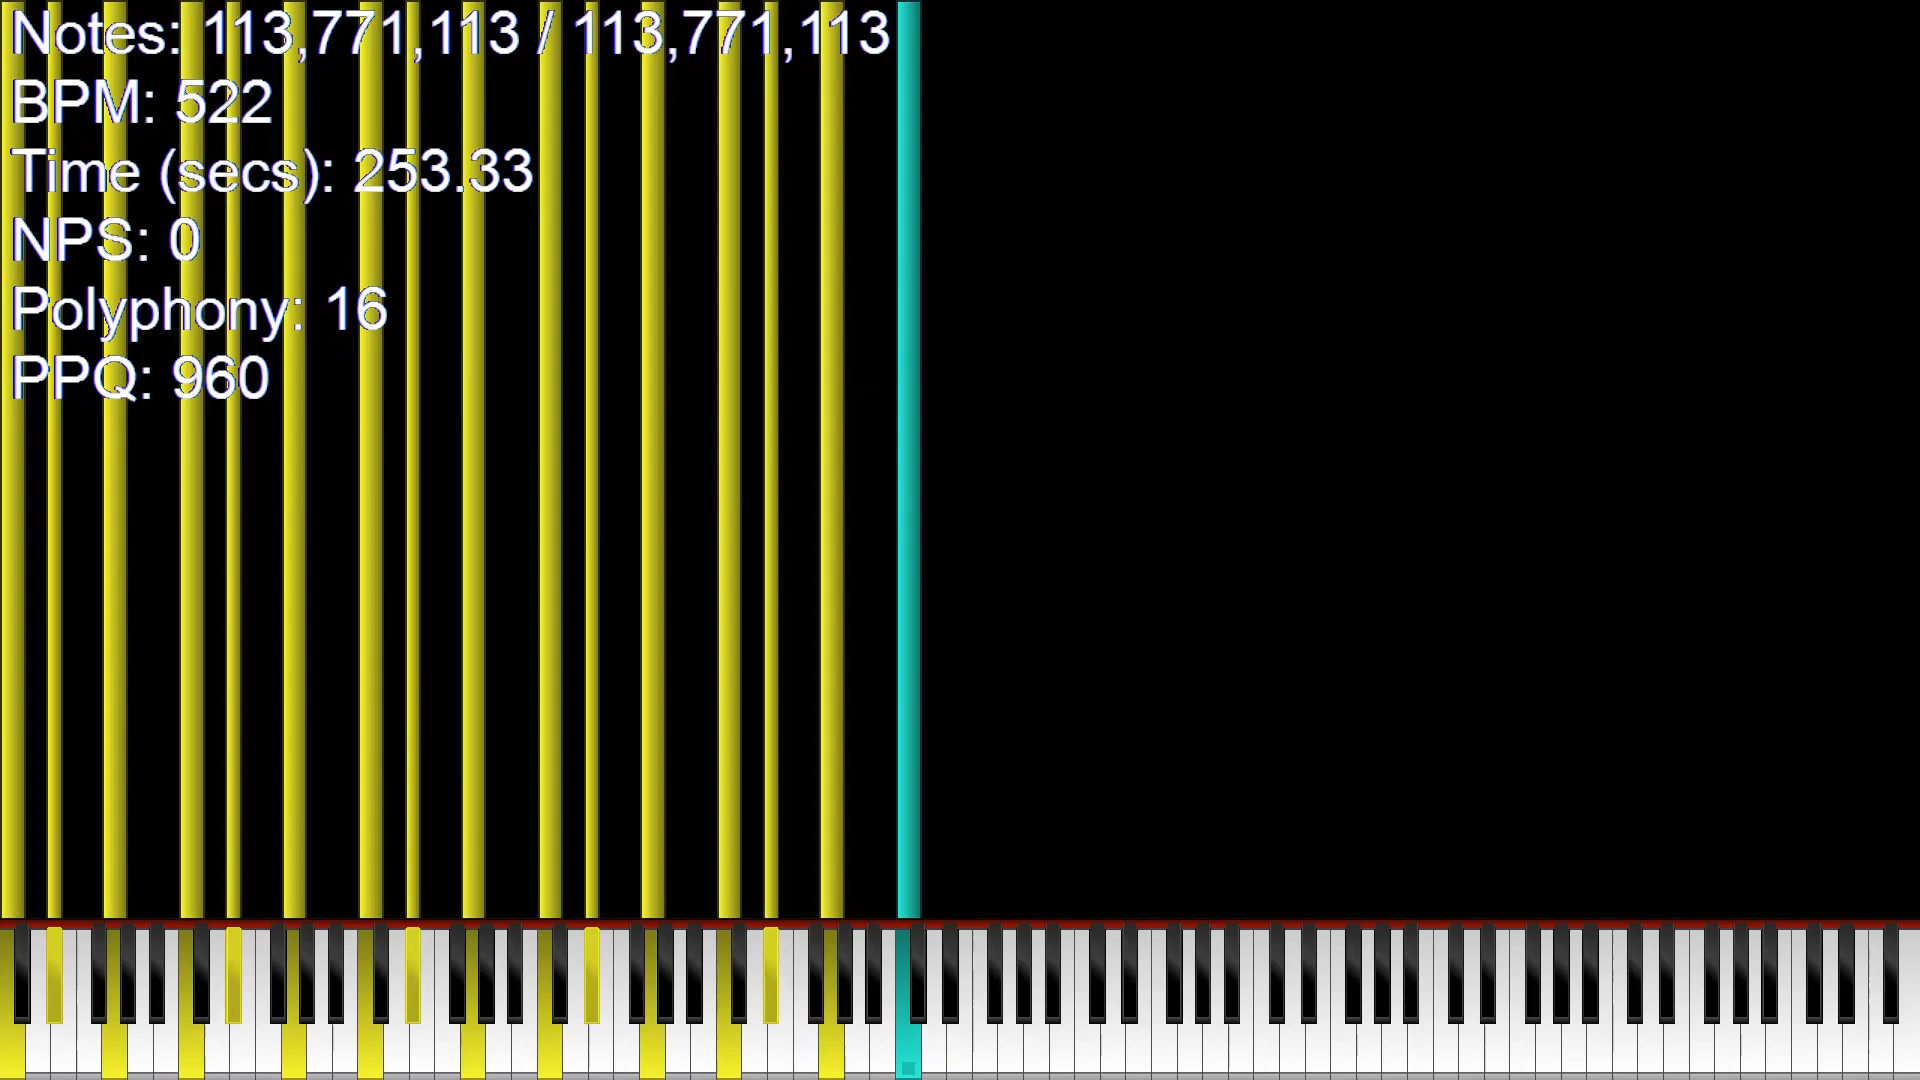 Notes: 113,771,113 / 113,771,113
BPM: 522
Time (secs): 253.33
NPS: 0
Polyphony: 16
PPQ: 960